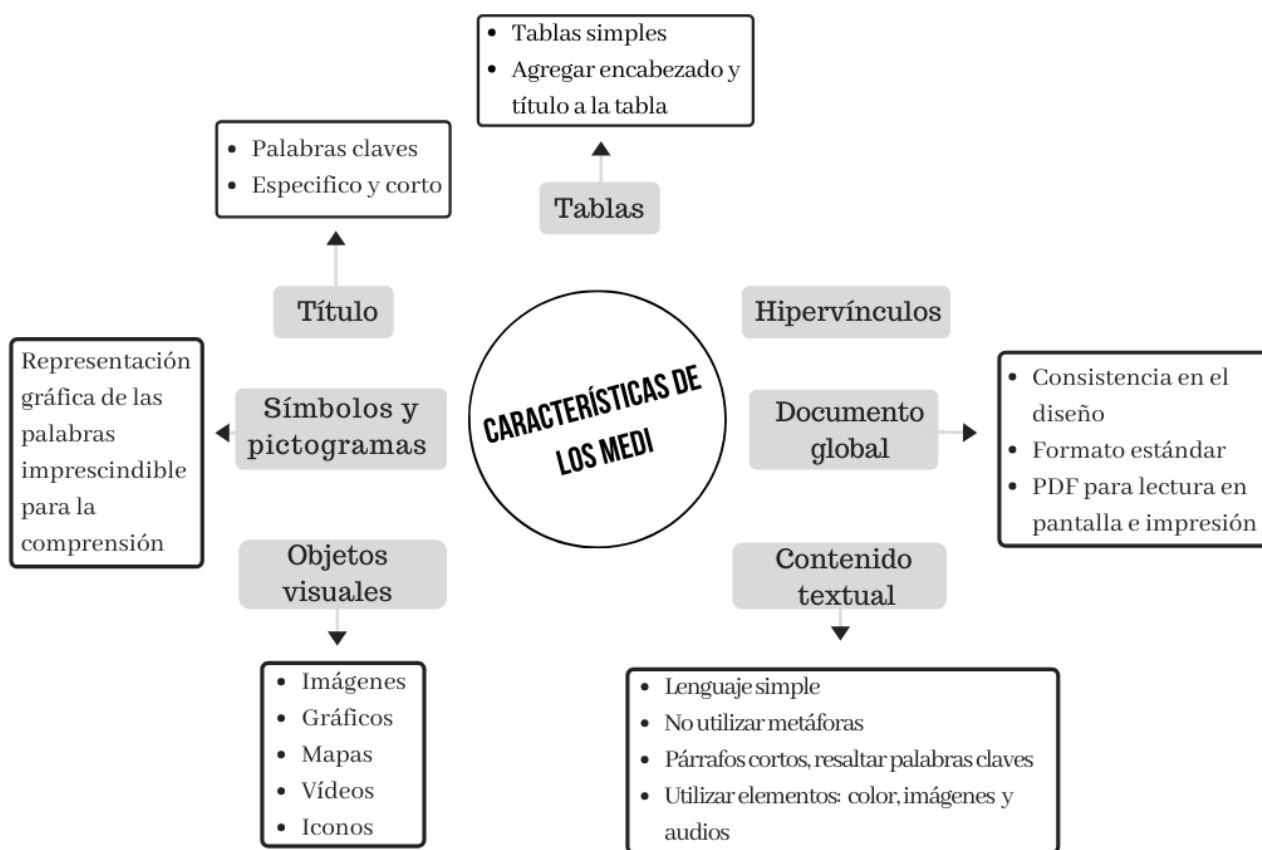 Tablas simples
Agregar encabezado y
título a la tabla
Palabras claves
Especifico y corto
Tablas
Título
Hipervínculos
Representación
gráfica de las
palabras
imprescindible
para la
comprensión
Símbolos y
pictogramas
CARACTERÍSTICAS DE
LOS MEDI
Documento
global
Consistencia en el
diseño
Formato estándar
PDF para lectura en
pantalla e impresión
Objetos
visuales
Contenido
textual
Imágenes
Gráficos
Mapas
Vídeos
Iconos
Lenguaje simple
No utilizar metáforas
Párrafos cortos, resaltar palabras claves
Utilizar elementos: color, imágenes y
audios